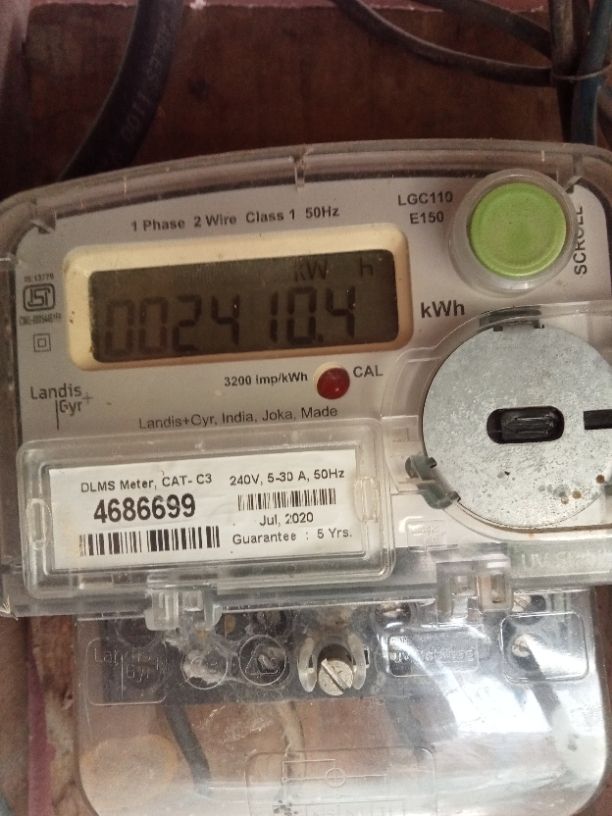 1 Phase 2 Wire Class 1 50Hz
LGC110
E150
SCROLL
kW h
002410.4
kWh
3200 imp/kWh
CAL
Landis
Gyr+
Landis+Gyr, India, Joka, Made
DLMS Meter, CAT- C3
240V, 5-30 A, 50Hz
4686699
Jul, 2020
Guarantee : 5 Yrs.
Landis
Gyr